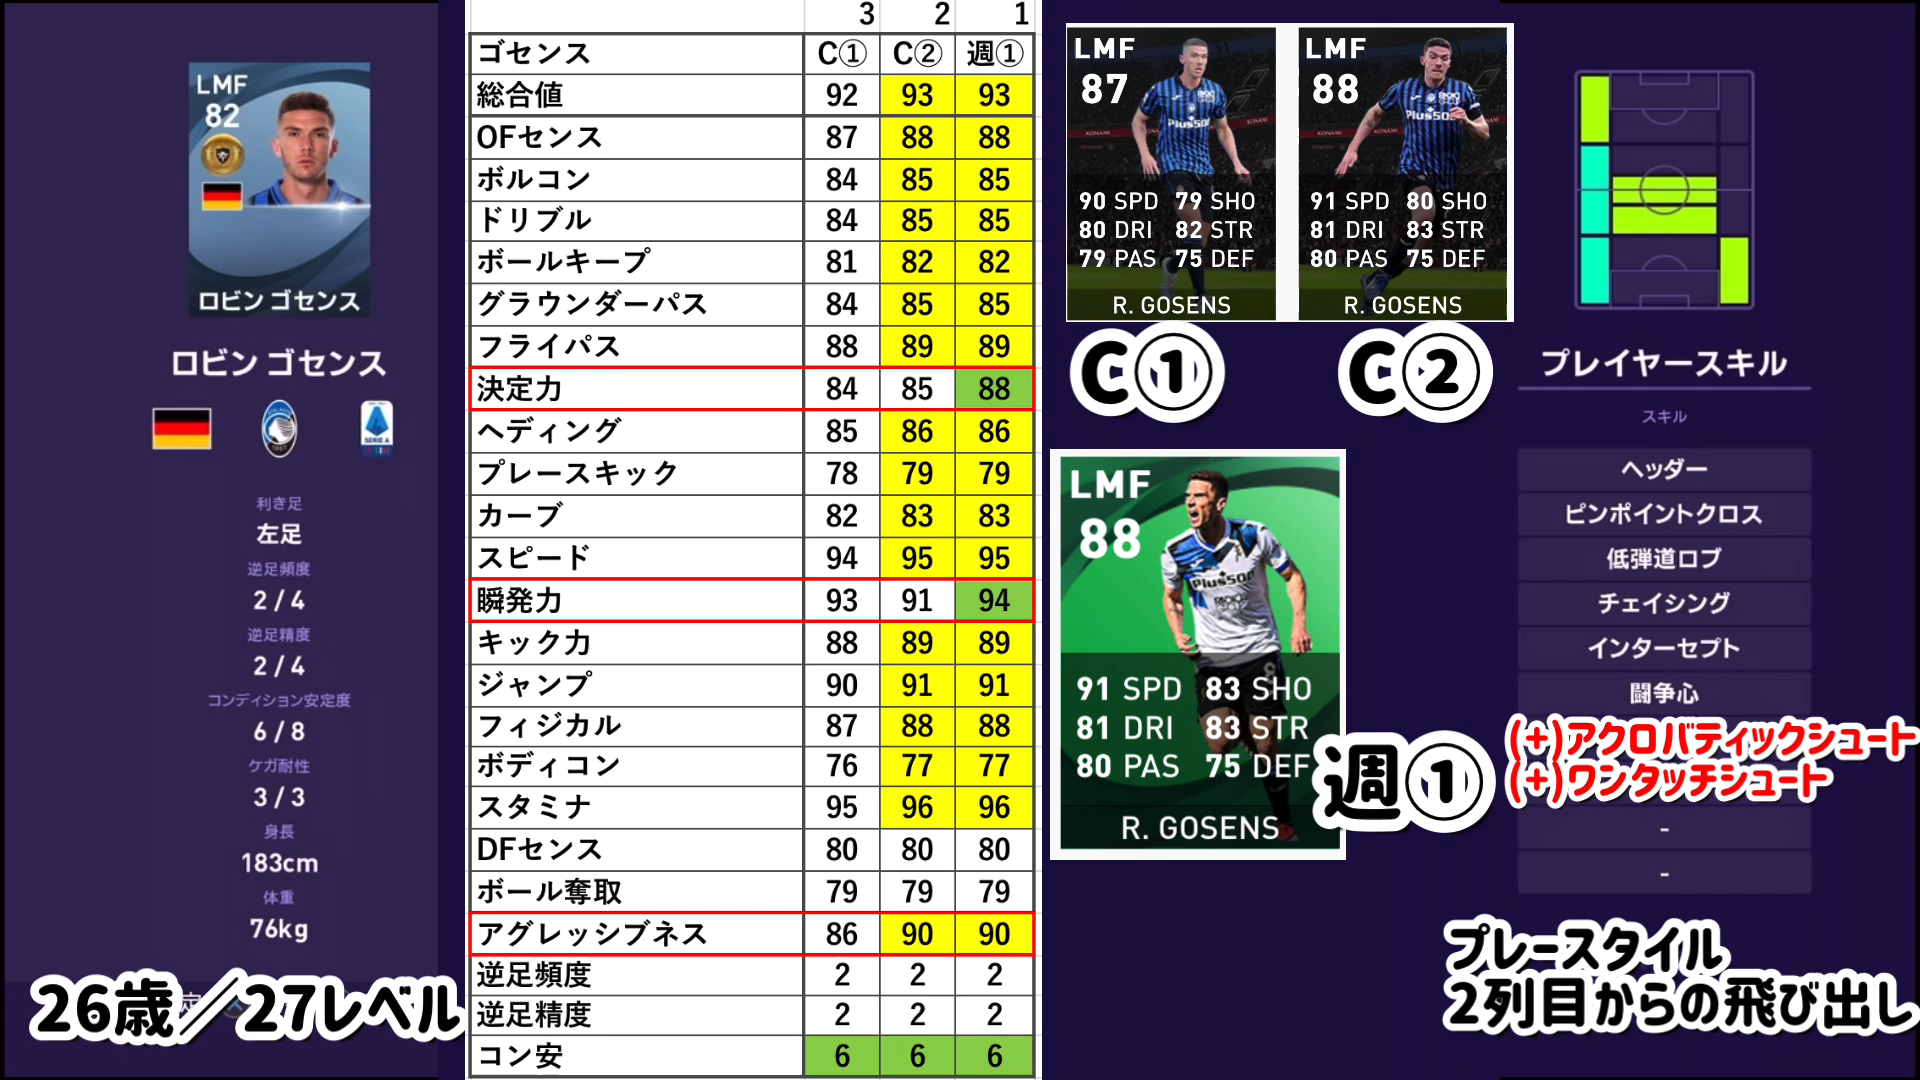 LMF
82
ロビン ゴセンス
ロビン ゴセンス
SERIE A
利き足
左足
逆足頻度
2 / 4
逆足精度
2 / 4
コンディション安定度
6 / 8
ケガ耐性
3 / 3
身長
183cm
体重
76kg
26歳／27レベル
3 2 1
ゴセンス C① C② 週①
総合値 92 93 93
OFセンス 87 88 88
ボルコン 84 85 85
ドリブル 84 85 85
ボールキープ 81 82 82
グラウンダーパス 84 85 85
フライパス 88 89 89
決定力 84 85 88
ヘディング 85 86 86
プレースキック 78 79 79
カーブ 82 83 83
スピード 94 95 95
瞬発力 93 91 94
キック力 88 89 89
ジャンプ 90 91 91
フィジカル 87 88 88
ボディコン 76 77 77
スタミナ 95 96 96
DFセンス 80 80 80
ボール奪取 79 79 79
アグレッシブネス 86 90 90
逆足頻度 2 2 2
逆足精度 2 2 2
コン安 6 6 6
LMF
87
Plus500
90 SPD 79 SHO
80 DRI 82 STR
79 PAS 75 DEF
R. GOSENS
C①
LMF
88
Plus500
91 SPD 80 SHO
81 DRI 83 STR
80 PAS 75 DEF
R. GOSENS
C②
LMF
88
Plus500
91 SPD 83 SHO
81 DRI 83 STR
80 PAS 75 DEF
R. GOSENS
週①
プレイヤースキル
スキル
ヘッダー
ピンポイントクロス
低弾道ロブ
チェイシング
インターセプト
闘争心
(+)アクロバティックシュート
(+)ワンタッチシュート
-
-
プレースタイル
2列目からの飛び出し